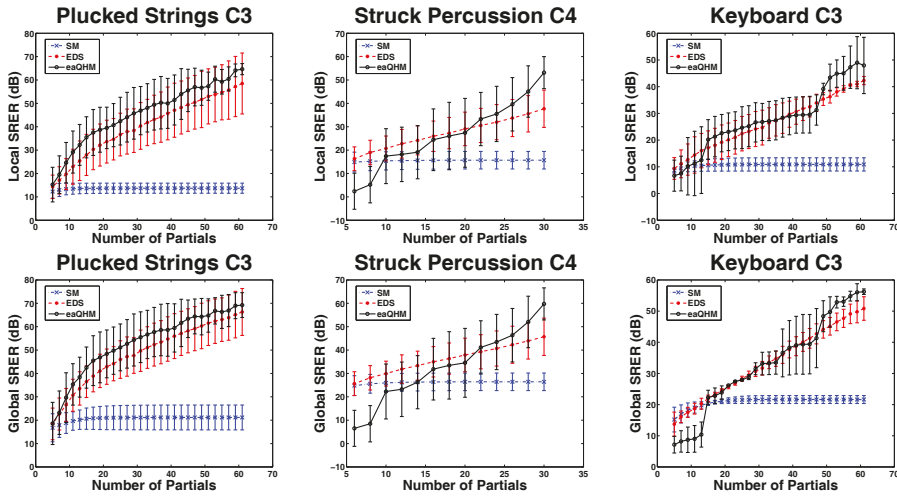 Plucked Strings C3
Struck Percussion C4
Keyboard C3
Local SRER (dB)
80
70
60
50
40
30
20
10
0
SM
EDS
eaQHM
0 10 20 30 40 50 60 70
Number of Partials
Local SRER (dB)
70
60
50
40
30
20
10
0
−10
SM
EDS
eaQHM
5 10 15 20 25 30 35
Number of Partials
Local SRER (dB)
60
50
40
30
20
10
0
−10
SM
EDS
eaQHM
0 10 20 30 40 50 60 70
Number of Partials
Plucked Strings C3
Struck Percussion C4
Keyboard C3
Global SRER (dB)
80
70
60
50
40
30
20
10
0
SM
EDS
eaQHM
0 10 20 30 40 50 60 70
Number of Partials
Global SRER (dB)
70
60
50
40
30
20
10
0
−10
SM
EDS
eaQHM
5 10 15 20 25 30 35
Number of Partials
Global SRER (dB)
60
50
40
30
20
10
0
SM
EDS
eaQHM
0 10 20 30 40 50 60 70
Number of Partials